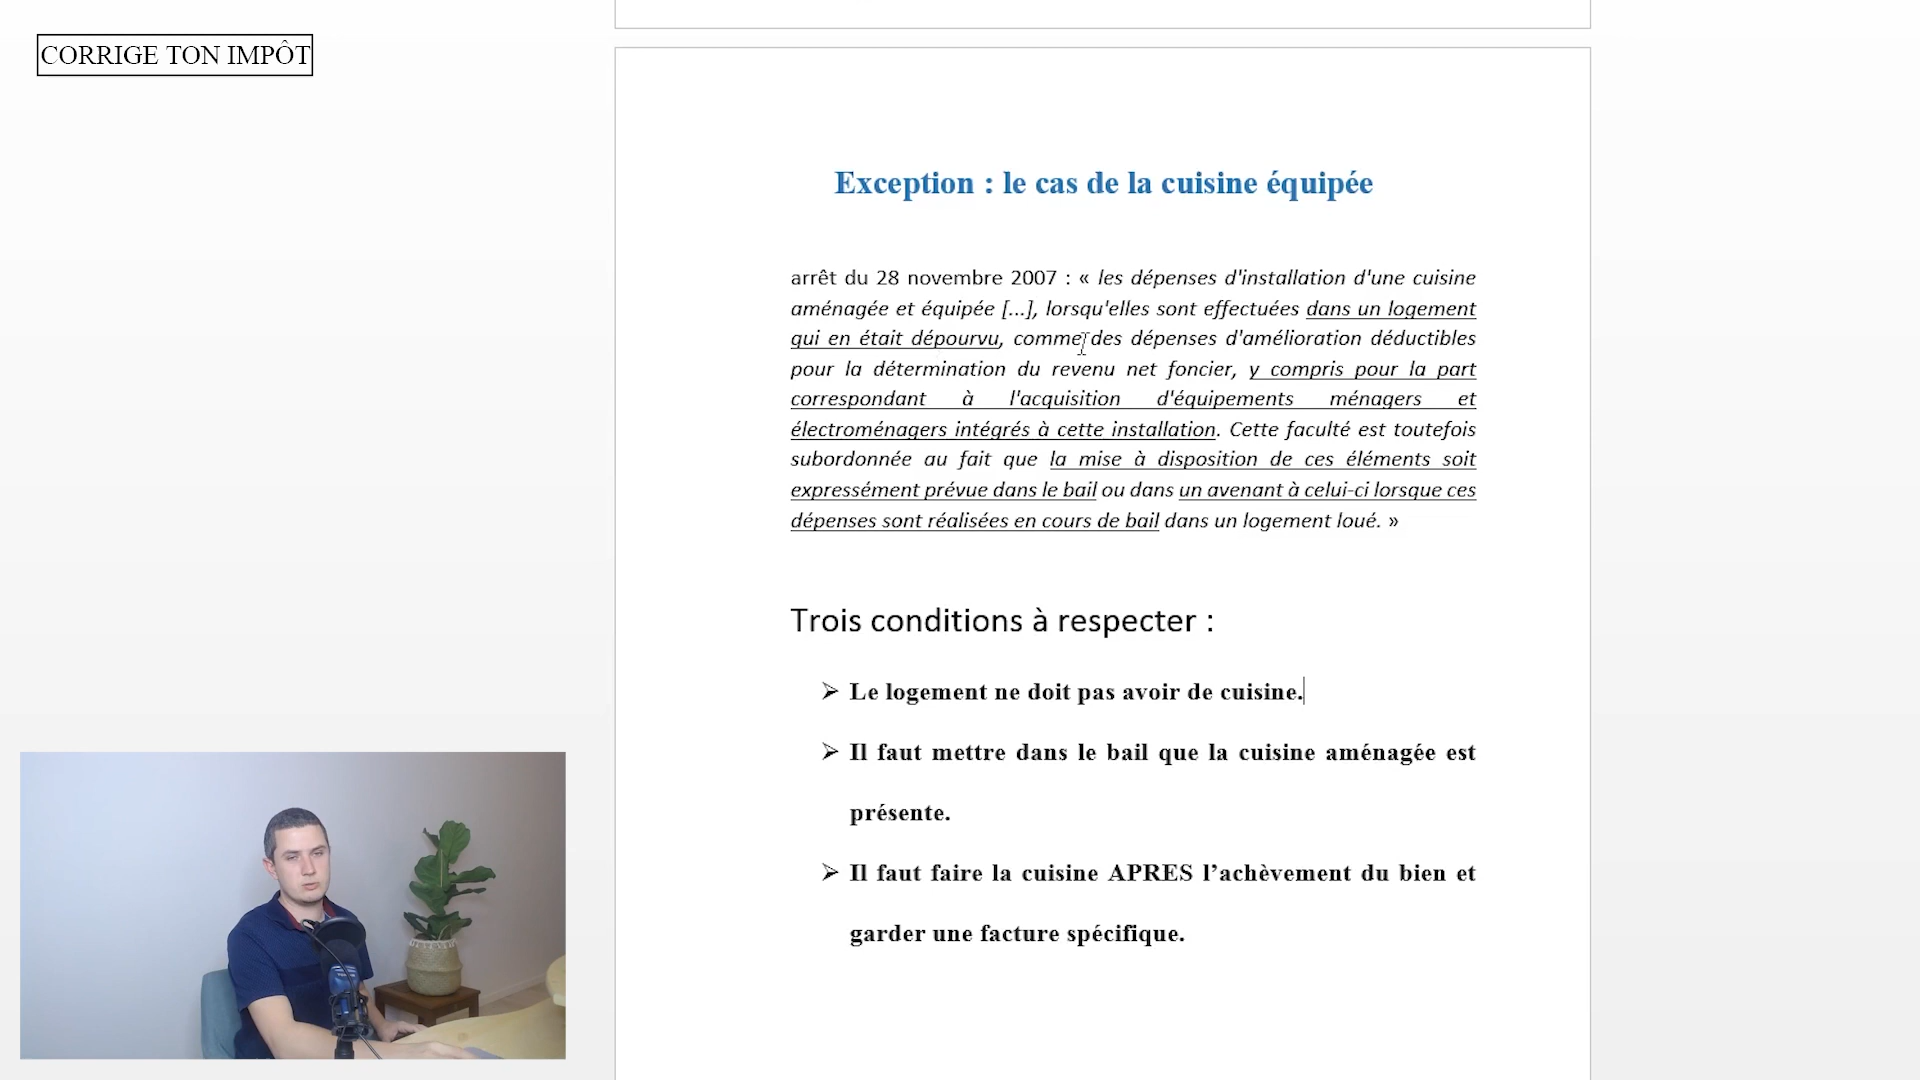 CORRIGE TON IMPÔT
Exception : le cas de la cuisine équipée
arrêt du 28 novembre 2007 : « les dépenses d'installation d'une cuisine
aménagée et équipée [...], lorsqu'elles sont effectuées dans un logement
qui en était dépourvu, comme des dépenses d'amélioration déductibles
pour la détermination du revenu net foncier, y compris pour la part
correspondant à l'acquisition d'équipements ménagers et
électroménagers intégrés à cette installation. Cette faculté est toutefois
subordonnée au fait que la mise à disposition de ces éléments soit
expressément prévue dans le bail ou dans un avenant à celui-ci lorsque ces
dépenses sont réalisées en cours de bail dans un logement loué. »
Trois conditions à respecter :
➢ Le logement ne doit pas avoir de cuisine.
➢ Il faut mettre dans le bail que la cuisine aménagée est
présente.
➢ Il faut faire la cuisine APRES l’achèvement du bien et
garder une facture spécifique.